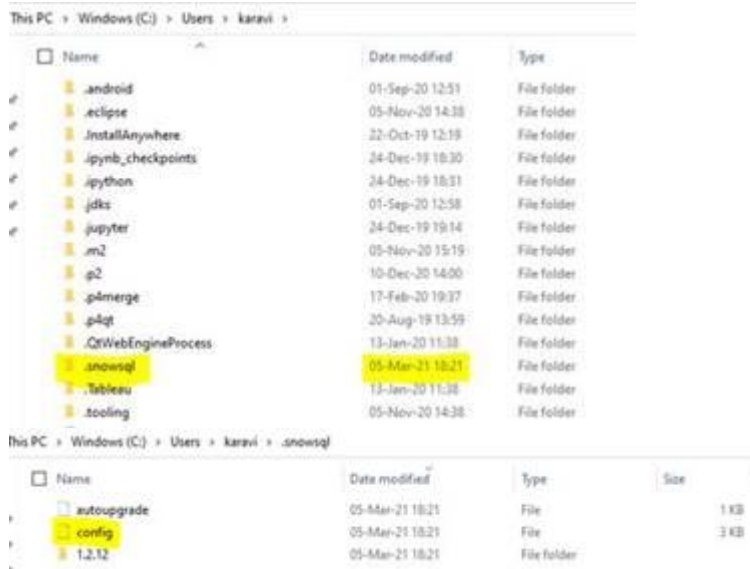 This PC > Windows (C:) > Users > karavi >
Name Date modified Type
.android 01-Sep-20 12:51 File folder
.eclipse 05-Nov-20 14:38 File folder
.InstallAnywhere 22-Oct-19 12:19 File folder
.ipynb_checkpoints 24-Dec-19 18:30 File folder
.ipython 24-Dec-19 18:31 File folder
.jdks 01-Sep-20 12:58 File folder
.jupyter 24-Dec-19 19:14 File folder
.m2 05-Nov-20 15:19 File folder
.p2 10-Dec-20 14:00 File folder
.p4merge 17-Feb-20 19:37 File folder
.p4qt 20-Aug-19 13:59 File folder
.QtWebEngineProcess 13-Jan-20 11:38 File folder
.snowsql 05-Mar-21 18:21 File folder
.Tableau 13-Jan-20 11:38 File folder
.tooling 05-Nov-20 14:38 File folder
This PC > Windows (C:) > Users > karavi > .snowsql
Name Date modified Type Size
autoupgrade 05-Mar-21 18:21 File 1 KB
config 05-Mar-21 18:21 File 3 KB
1.2.12 05-Mar-21 18:21 File folder